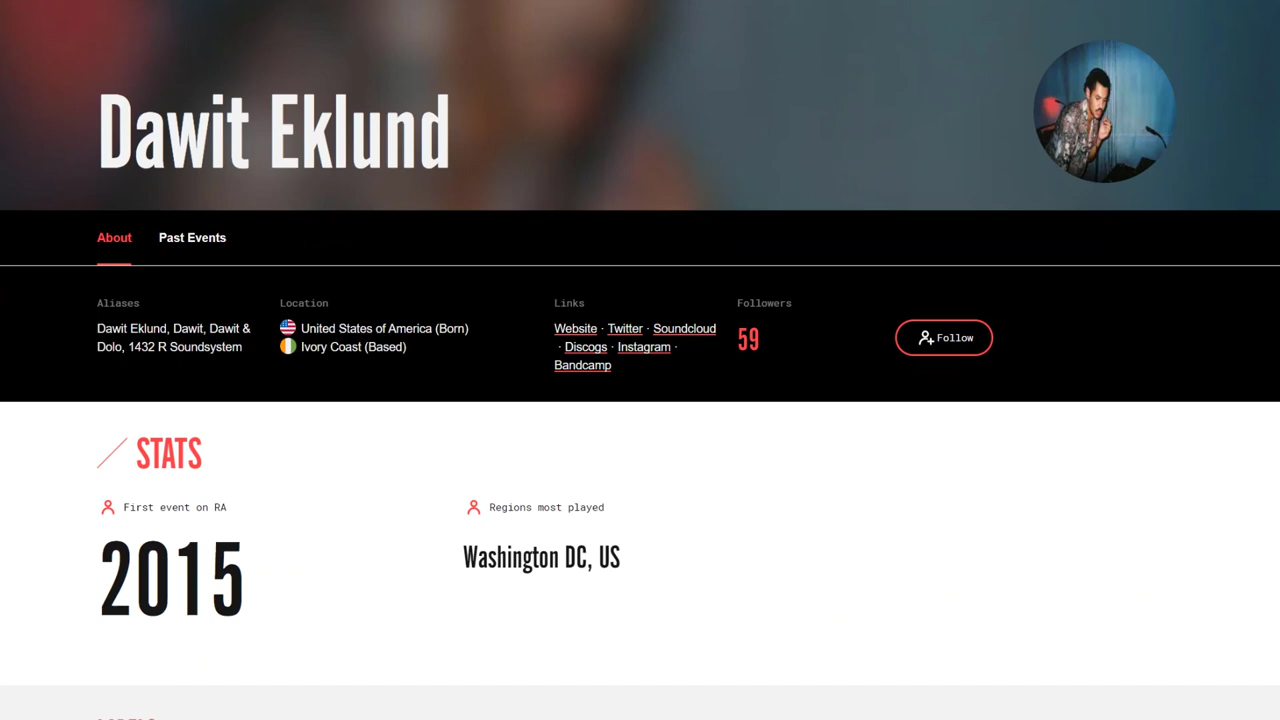 Dawit Eklund
About
Past Events
Aliases
Dawit Eklund, Dawit, Dawit &
Dolo, 1432 R Soundsystem
Location
United States of America (Born)
Ivory Coast (Based)
Links
Website · Twitter · Soundcloud
· Discogs · Instagram ·
Bandcamp
Followers
59
Follow
STATS
First event on RA
2015
Regions most played
Washington DC, US